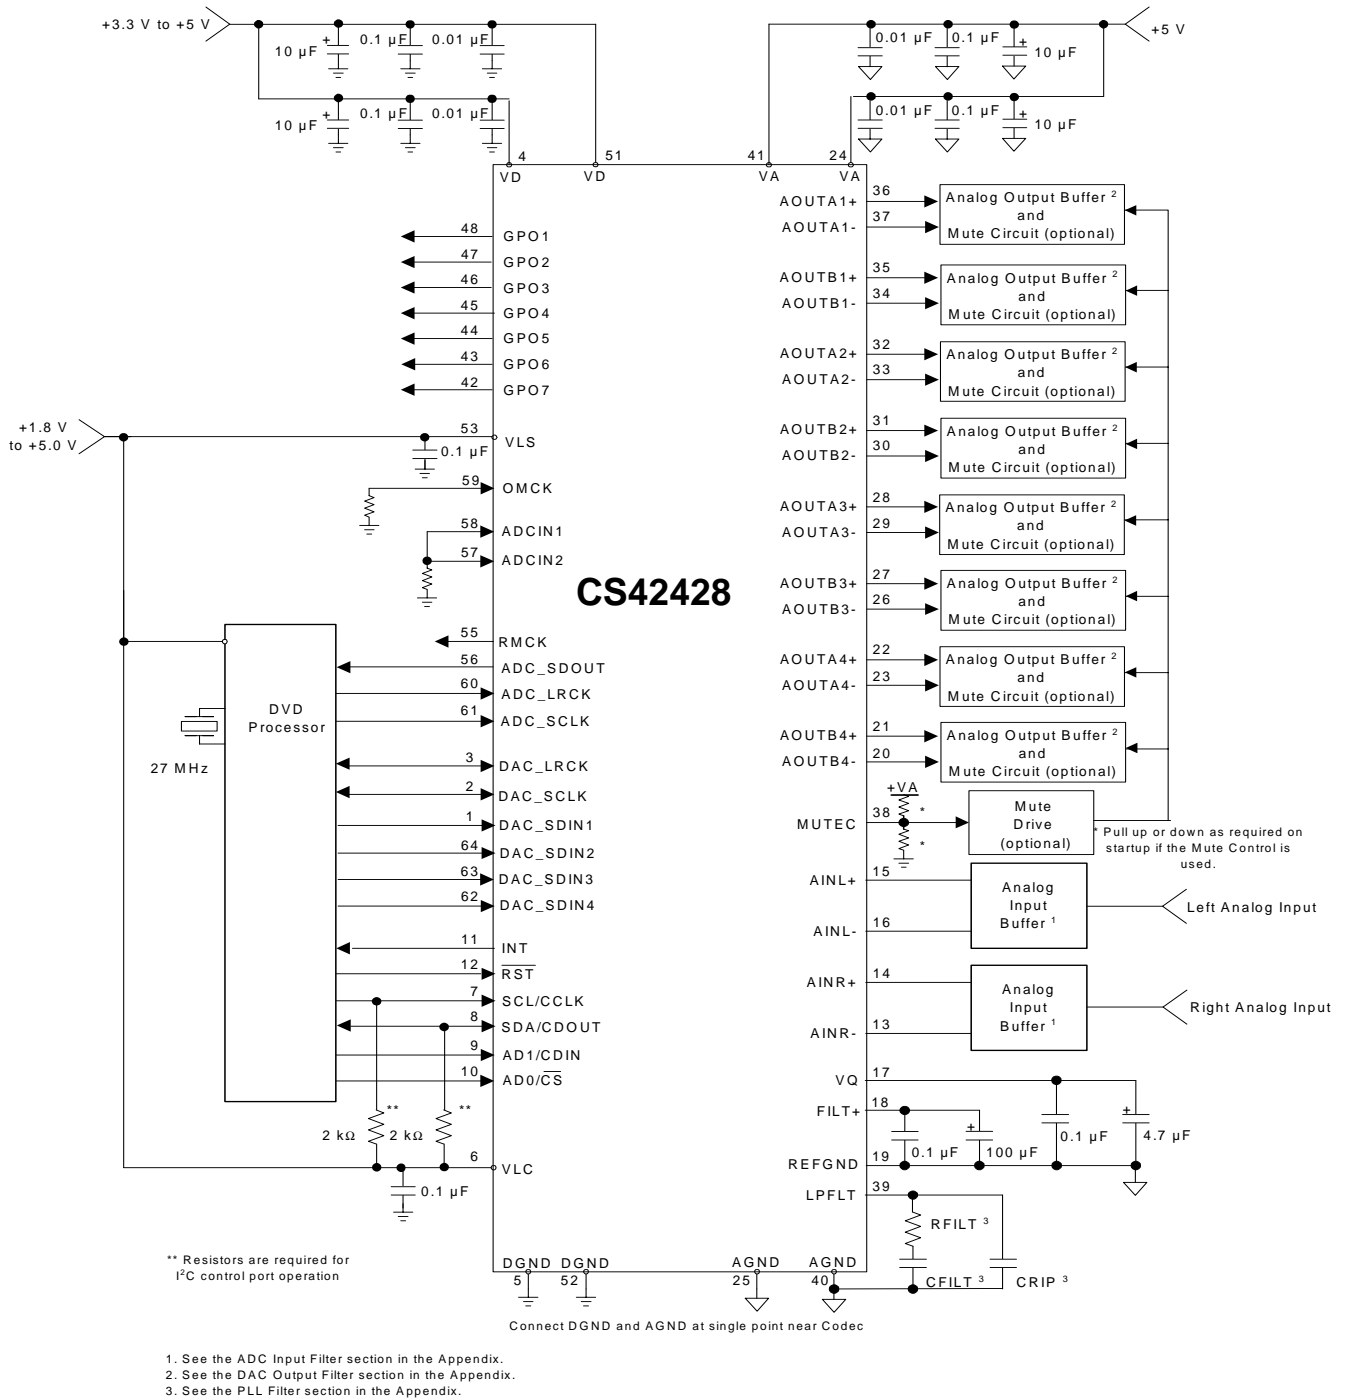 +3.3 V to +5 V
10 µF
+
0.1 µF
0.01 µF
10 µF
+
0.1 µF
0.01 µF
0.01 µF
0.1 µF
+
10 µF
+5 V
0.01 µF
0.1 µF
+
10 µF
4
51
41
24
VD
VD
VA
VA
48
GPO1
47
GPO2
46
GPO3
45
GPO4
44
GPO5
43
GPO6
42
GPO7
+1.8 V
to +5.0 V
53
VLS
0.1 µF
59
OMCK
58
ADCIN1
57
ADCIN2
CS42428
55
RMCK
56
ADC_SDOUT
60
ADC_LRCK
61
ADC_SCLK
DVD
Processor
27 MHz
3
DAC_LRCK
2
DAC_SCLK
1
DAC_SDIN1
64
DAC_SDIN2
63
DAC_SDIN3
62
DAC_SDIN4
11
INT
12
RST
7
SCL/CCLK
8
SDA/CDOUT
9
AD1/CDIN
10
AD0/CS
**
**
2 kΩ
2 kΩ
6
VLC
0.1 µF
** Resistors are required for
I2C control port operation
AOUTA1+
36
AOUTA1-
37
Analog Output Buffer 2
and
Mute Circuit (optional)
AOUTB1+
35
AOUTB1-
34
Analog Output Buffer 2
and
Mute Circuit (optional)
AOUTA2+
32
AOUTA2-
33
Analog Output Buffer 2
and
Mute Circuit (optional)
AOUTB2+
31
AOUTB2-
30
Analog Output Buffer 2
and
Mute Circuit (optional)
AOUTA3+
28
AOUTA3-
29
Analog Output Buffer 2
and
Mute Circuit (optional)
AOUTB3+
27
AOUTB3-
26
Analog Output Buffer 2
and
Mute Circuit (optional)
AOUTA4+
22
AOUTA4-
23
Analog Output Buffer 2
and
Mute Circuit (optional)
AOUTB4+
21
AOUTB4-
20
Analog Output Buffer 2
and
Mute Circuit (optional)
+VA
*
*
MUTEC
38
Mute
Drive
(optional)
* Pull up or down as required on
startup if the Mute Control is
used.
AINL+
15
AINL-
16
Analog
Input
Buffer 1
Left Analog Input
AINR+
14
AINR-
13
Analog
Input
Buffer 1
Right Analog Input
VQ
17
FILT+
18
0.1 µF
+
100 µF
0.1 µF
+
4.7 µF
REFGND
19
LPFLT
39
RFILT 3
CFILT 3
CRIP 3
DGND
DGND
AGND
AGND
5
52
25
40
Connect DGND and AGND at single point near Codec
1. See the ADC Input Filter section in the Appendix.
2. See the DAC Output Filter section in the Appendix.
3. See the PLL Filter section in the Appendix.